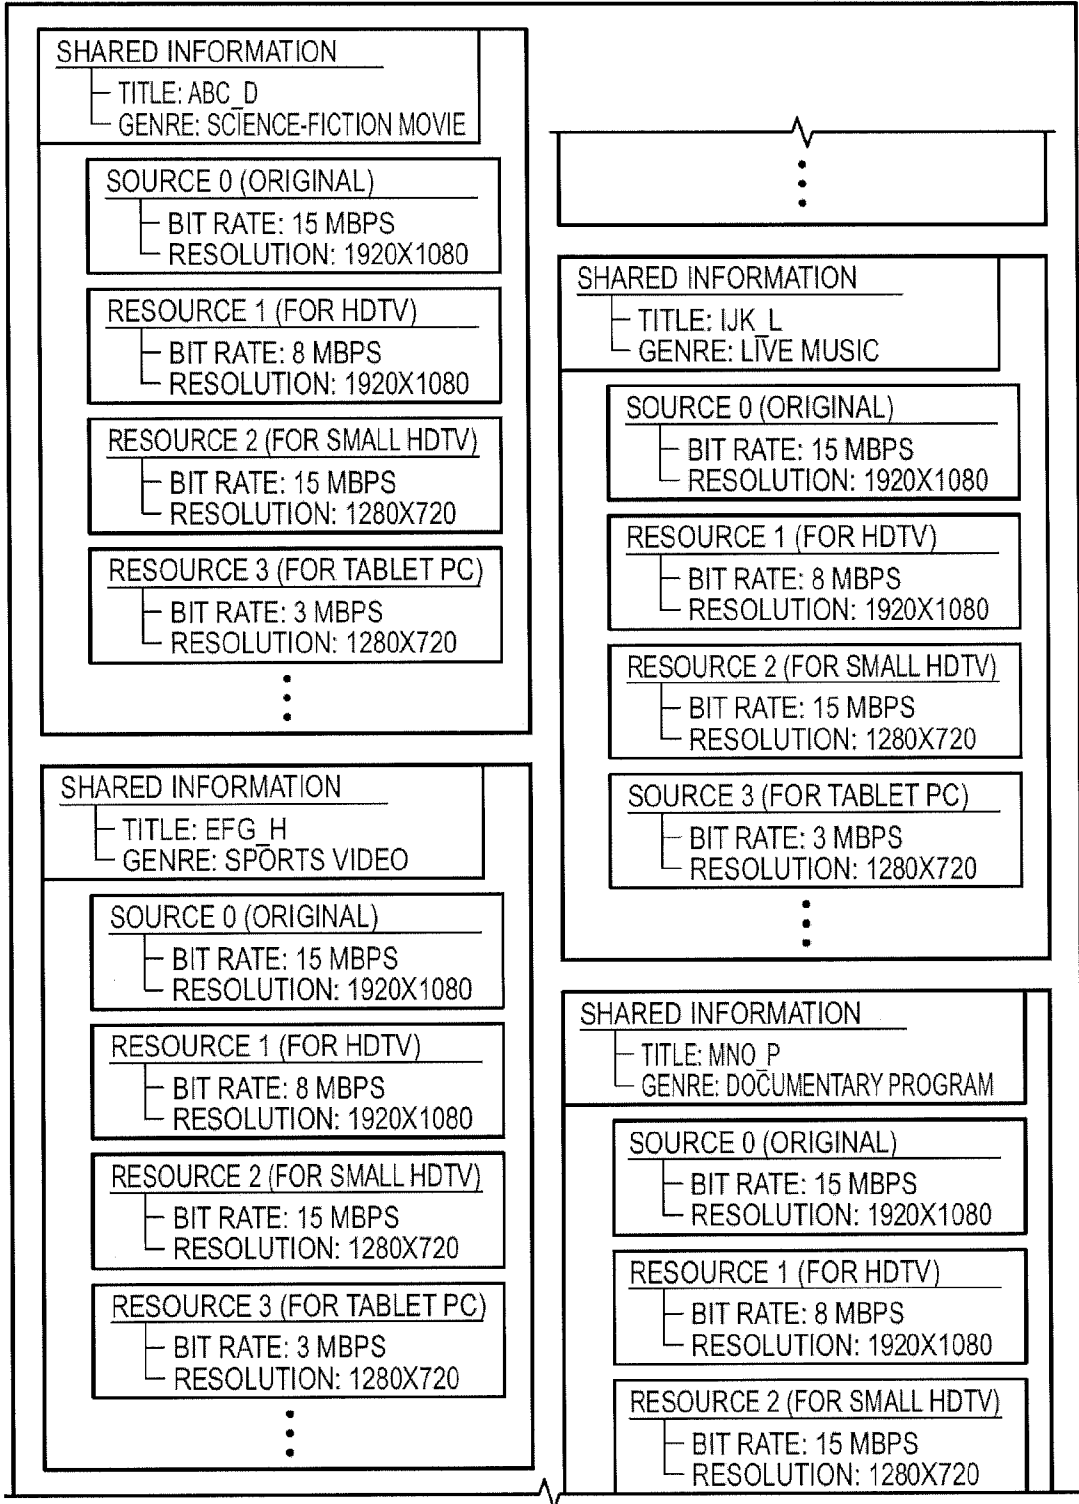 SHARED INFORMATION
TITLE: ABC_D
GENRE: SCIENCE-FICTION MOVIE
SOURCE 0 (ORIGINAL)
BIT RATE: 15 MBPS
RESOLUTION: 1920X1080
RESOURCE 1 (FOR HDTV)
BIT RATE: 8 MBPS
RESOLUTION: 1920X1080
RESOURCE 2 (FOR SMALL HDTV)
BIT RATE: 15 MBPS
RESOLUTION: 1280X720
RESOURCE 3 (FOR TABLET PC)
BIT RATE: 3 MBPS
RESOLUTION: 1280X720
SHARED INFORMATION
TITLE: EFG_H
GENRE: SPORTS VIDEO
SOURCE 0 (ORIGINAL)
BIT RATE: 15 MBPS
RESOLUTION: 1920X1080
RESOURCE 1 (FOR HDTV)
BIT RATE: 8 MBPS
RESOLUTION: 1920X1080
RESOURCE 2 (FOR SMALL HDTV)
BIT RATE: 15 MBPS
RESOLUTION: 1280X720
RESOURCE 3 (FOR TABLET PC)
BIT RATE: 3 MBPS
RESOLUTION: 1280X720
SHARED INFORMATION
TITLE: IJK_L
GENRE: LIVE MUSIC
SOURCE 0 (ORIGINAL)
BIT RATE: 15 MBPS
RESOLUTION: 1920X1080
RESOURCE 1 (FOR HDTV)
BIT RATE: 8 MBPS
RESOLUTION: 1920X1080
RESOURCE 2 (FOR SMALL HDTV)
BIT RATE: 15 MBPS
RESOLUTION: 1280X720
SOURCE 3 (FOR TABLET PC)
BIT RATE: 3 MBPS
RESOLUTION: 1280X720
SHARED INFORMATION
TITLE: MNO_P
GENRE: DOCUMENTARY PROGRAM
SOURCE 0 (ORIGINAL)
BIT RATE: 15 MBPS
RESOLUTION: 1920X1080
RESOURCE 1 (FOR HDTV)
BIT RATE: 8 MBPS
RESOLUTION: 1920X1080
RESOURCE 2 (FOR SMALL HDTV)
BIT RATE: 15 MBPS
RESOLUTION: 1280X720